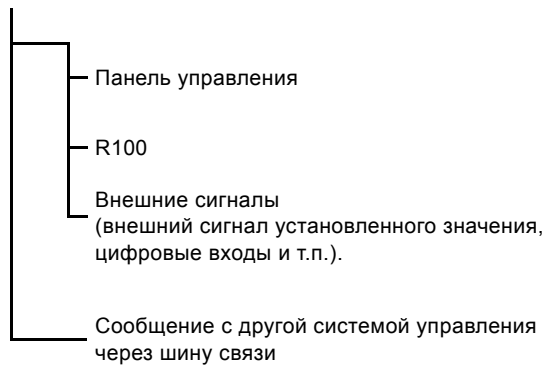 Панель управления
R100
Внешние сигналы
(внешний сигнал установленного значения,
цифровые входы и т.п.).
Сообщение с другой системой управления
через шину связи